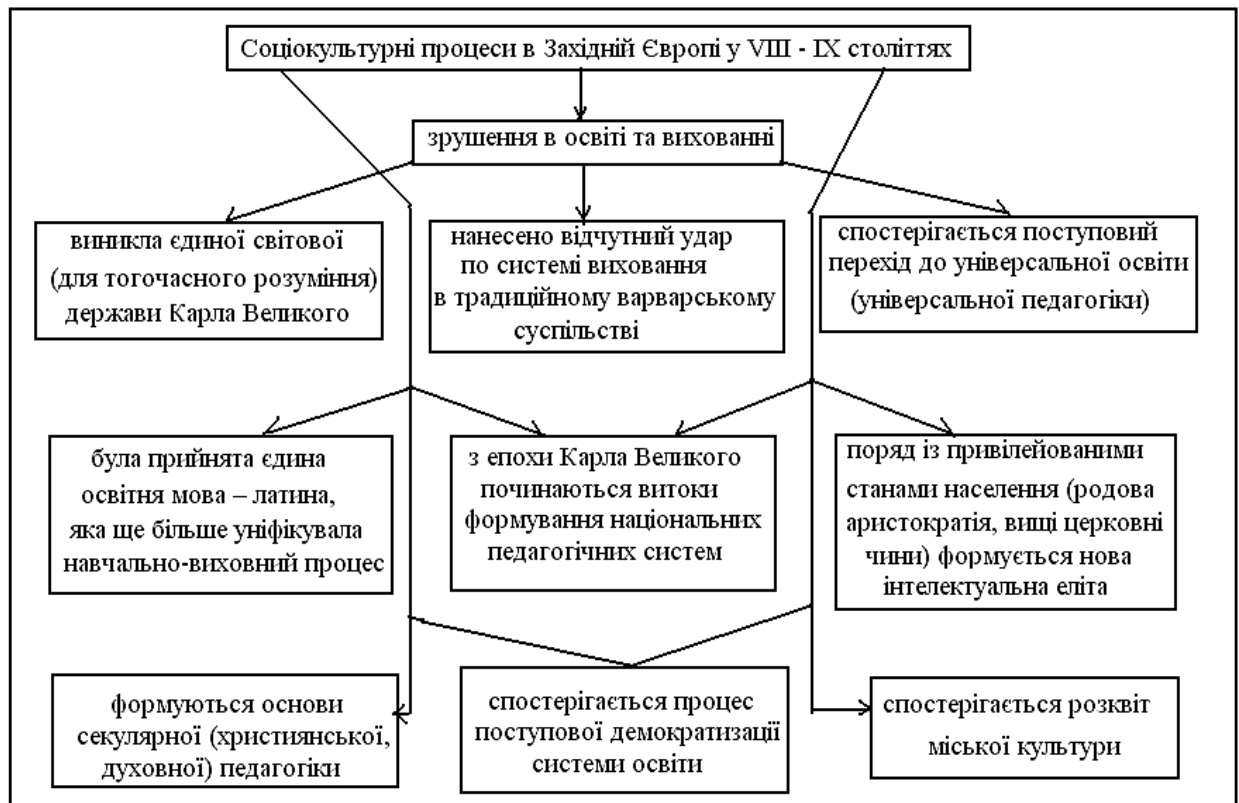 Соціокультурні процеси в Західній Європі у VIII - IX століттях
зрушення в освіті та вихованні
виникла єдиної світової
(для тогочасного розуміння)
держави Карла Великого
нанесено відчутний удар
по системі виховання
в традиційному варварському
суспільстві
спостерігається поступовий
перехід до універсальної освіти
(універсальної педагогіки)
була прийнята єдина
освітня мова – латина,
яка ще більше уніфікувала
навчально-виховний процес
з епохи Карла Великого
починаються витоки
формування національних
педагогічних систем
поряд із привілейованими
станами населення (родова
аристократія, вищі церковні
чини) формується нова
інтелектуальна еліта
формуються основи
секулярної (християнської,
духовної) педагогіки
спостерігається процес
поступової демократизації
системи освіти
спостерігається розквіт
міської культури